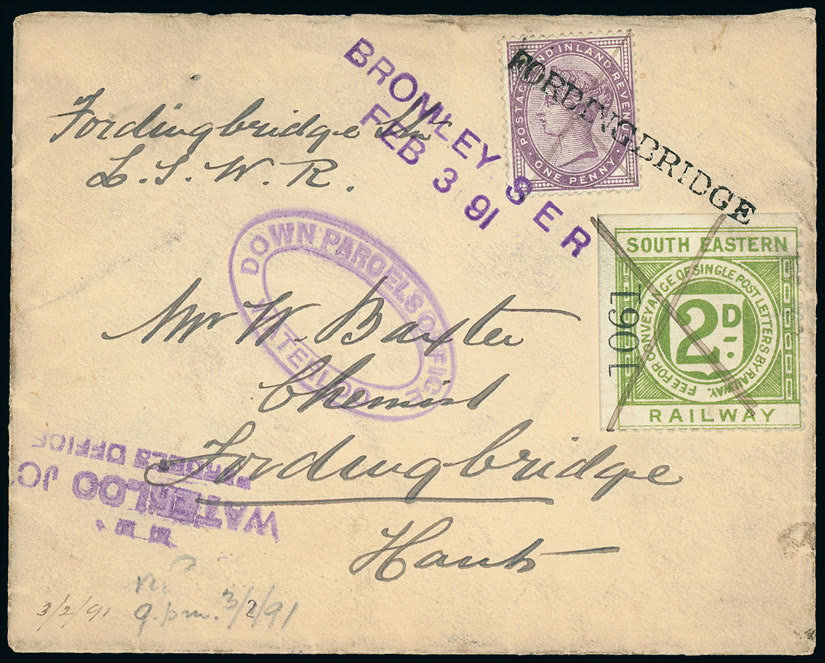 BROMLEY S E R
FEB 3 91
POSTAGE AND INLAND REVENUE
ONE PENNY
FORDINGBRIDGE
Fordingbridge Stn
L. S. W. R.
SOUTH EASTERN
FEE FOR CONVEYANCE OF SINGLE POST LETTERS BY RAILWAY.
2D
RAILWAY
1061
DOWN PARCELS OFFICE
WATERLOO
Mr W. Baxter
Chemist
Fordingbridge
Hants
WATERLOO JC
PARCELS OFFICE
3/2/91
9. p.m. 3/2/91